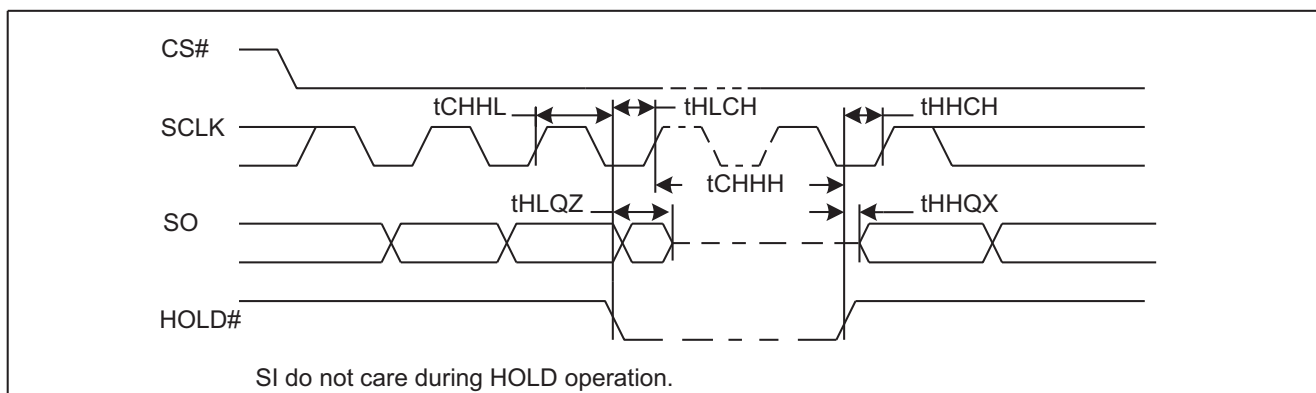 CS#
tCHHL
tHLCH
tHHCH
SCLK
tCHHH
tHLQZ
tHHQX
SO
HOLD#
SI do not care during HOLD operation.